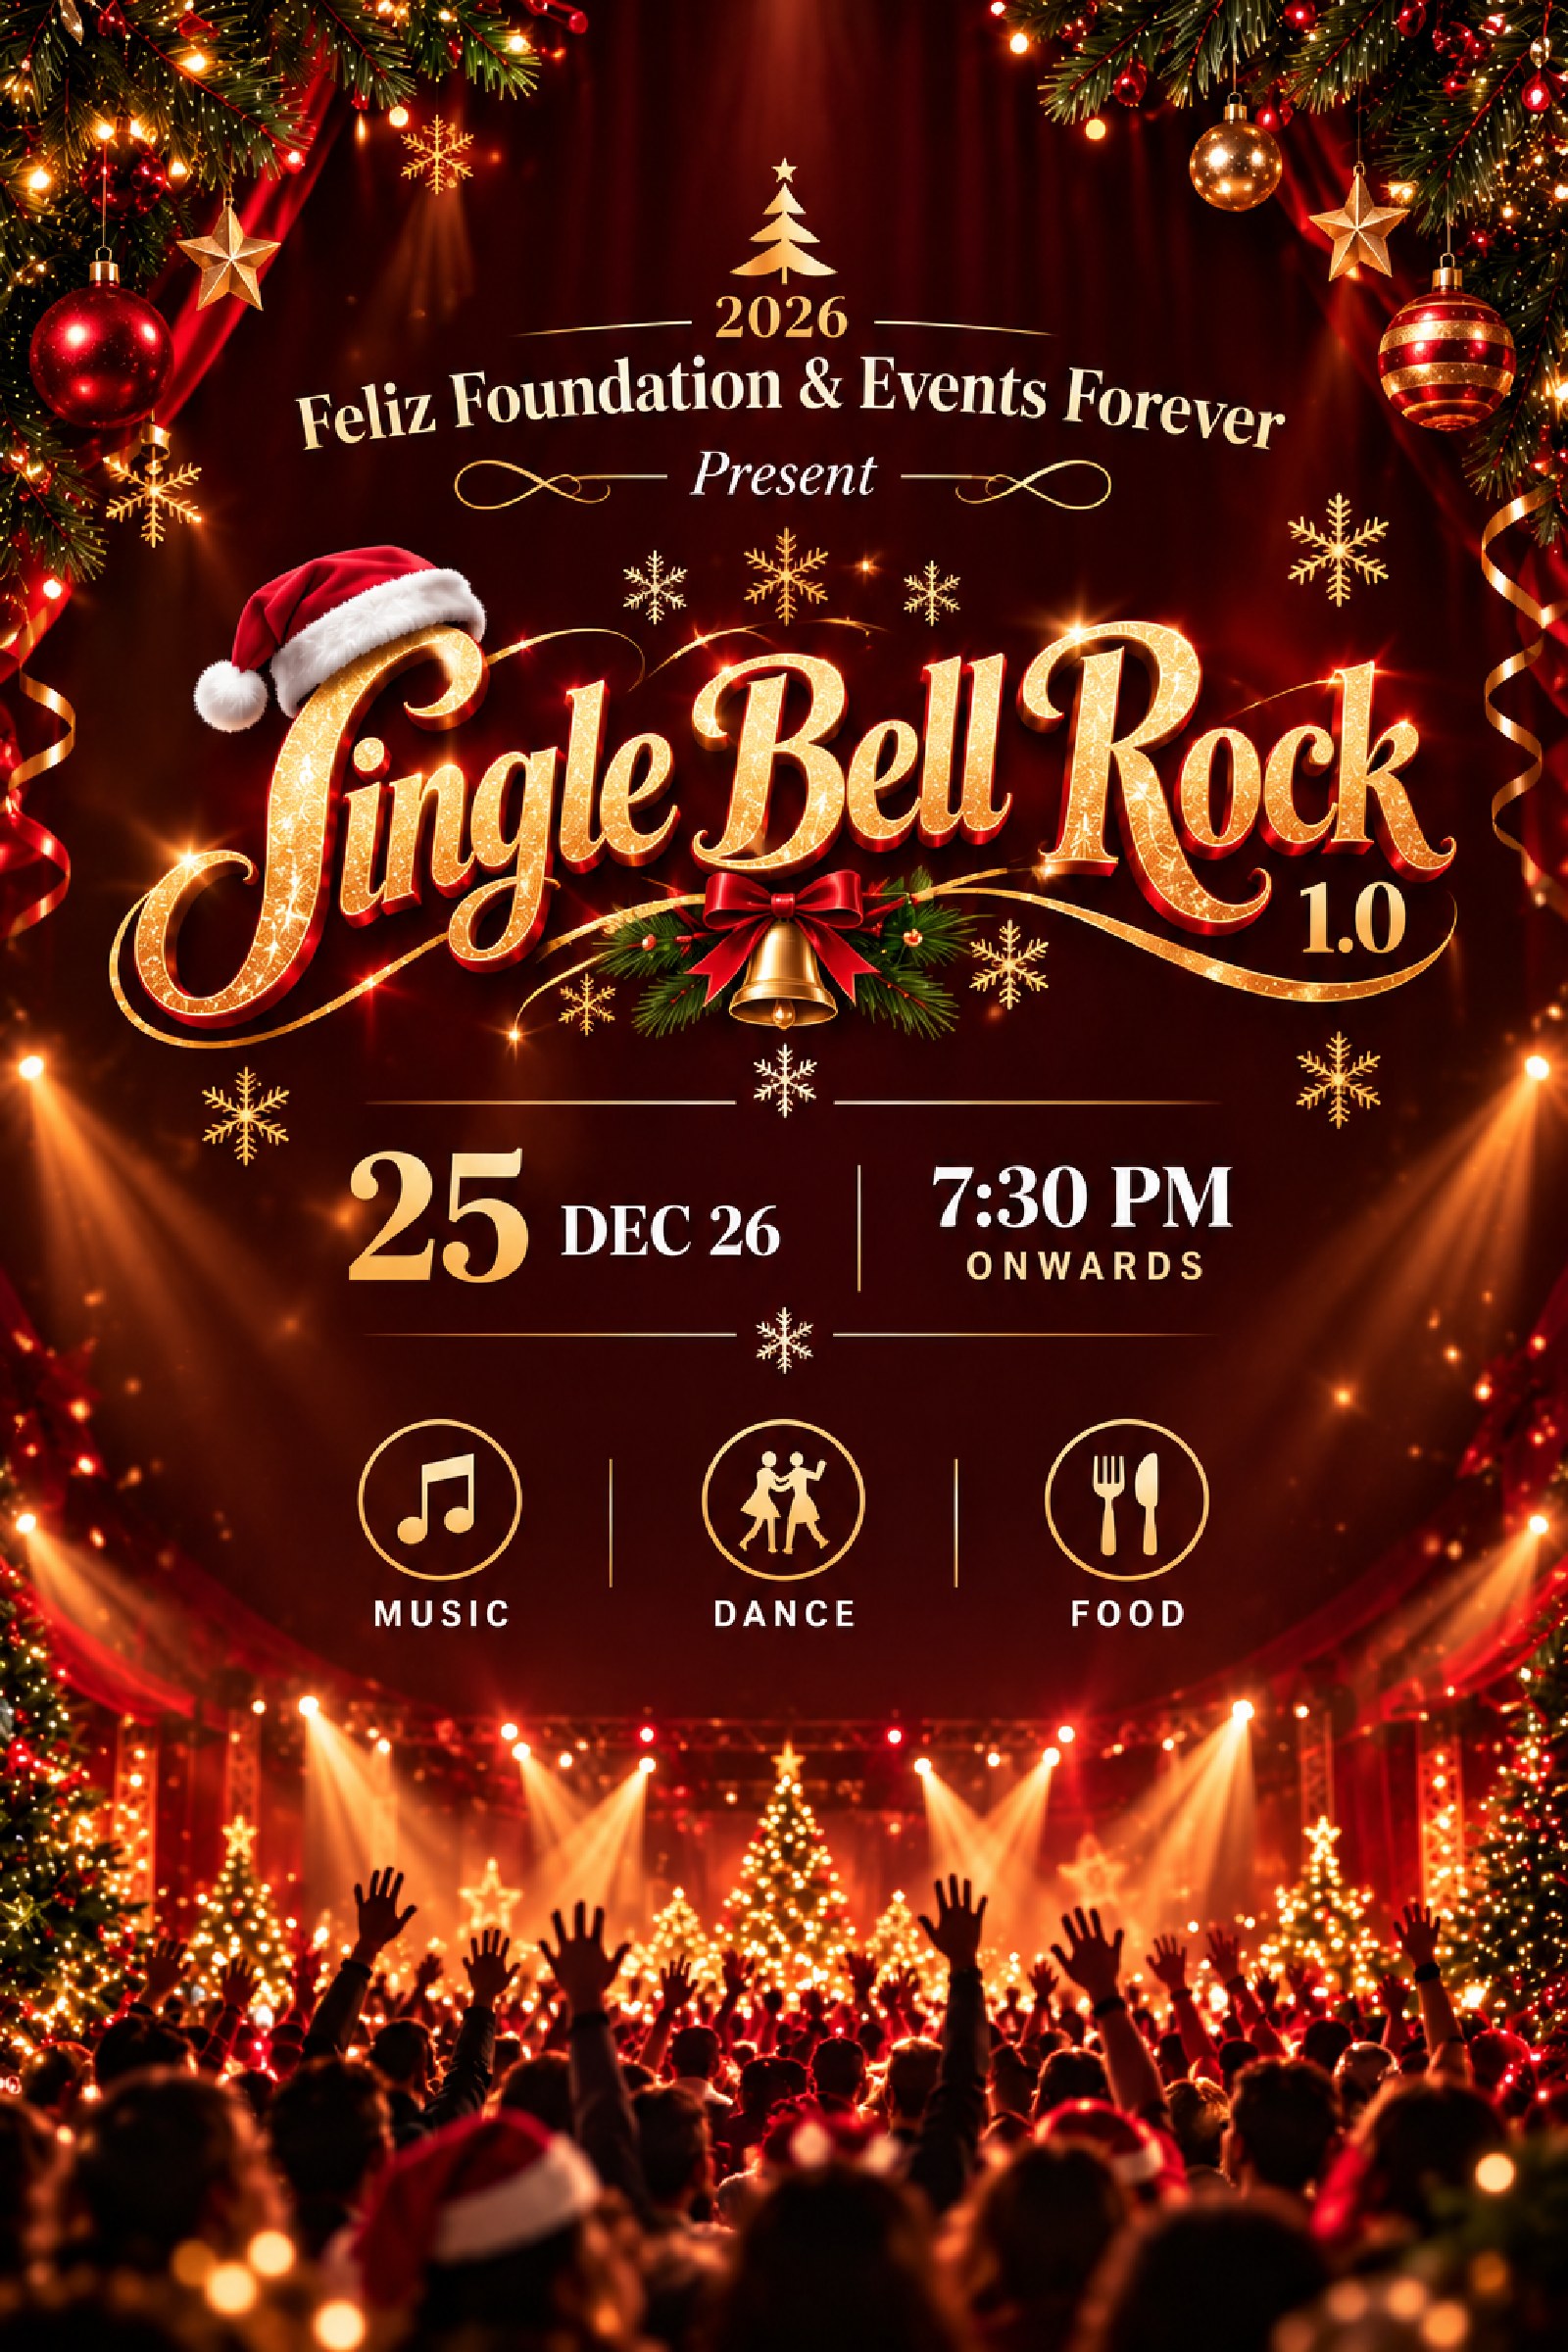 2026
Feliz Foundation & Events Forever
Present
Jingle Bell Rock
1.0
25 DEC 26
7:30 PM
ONWARDS
MUSIC
DANCE
FOOD